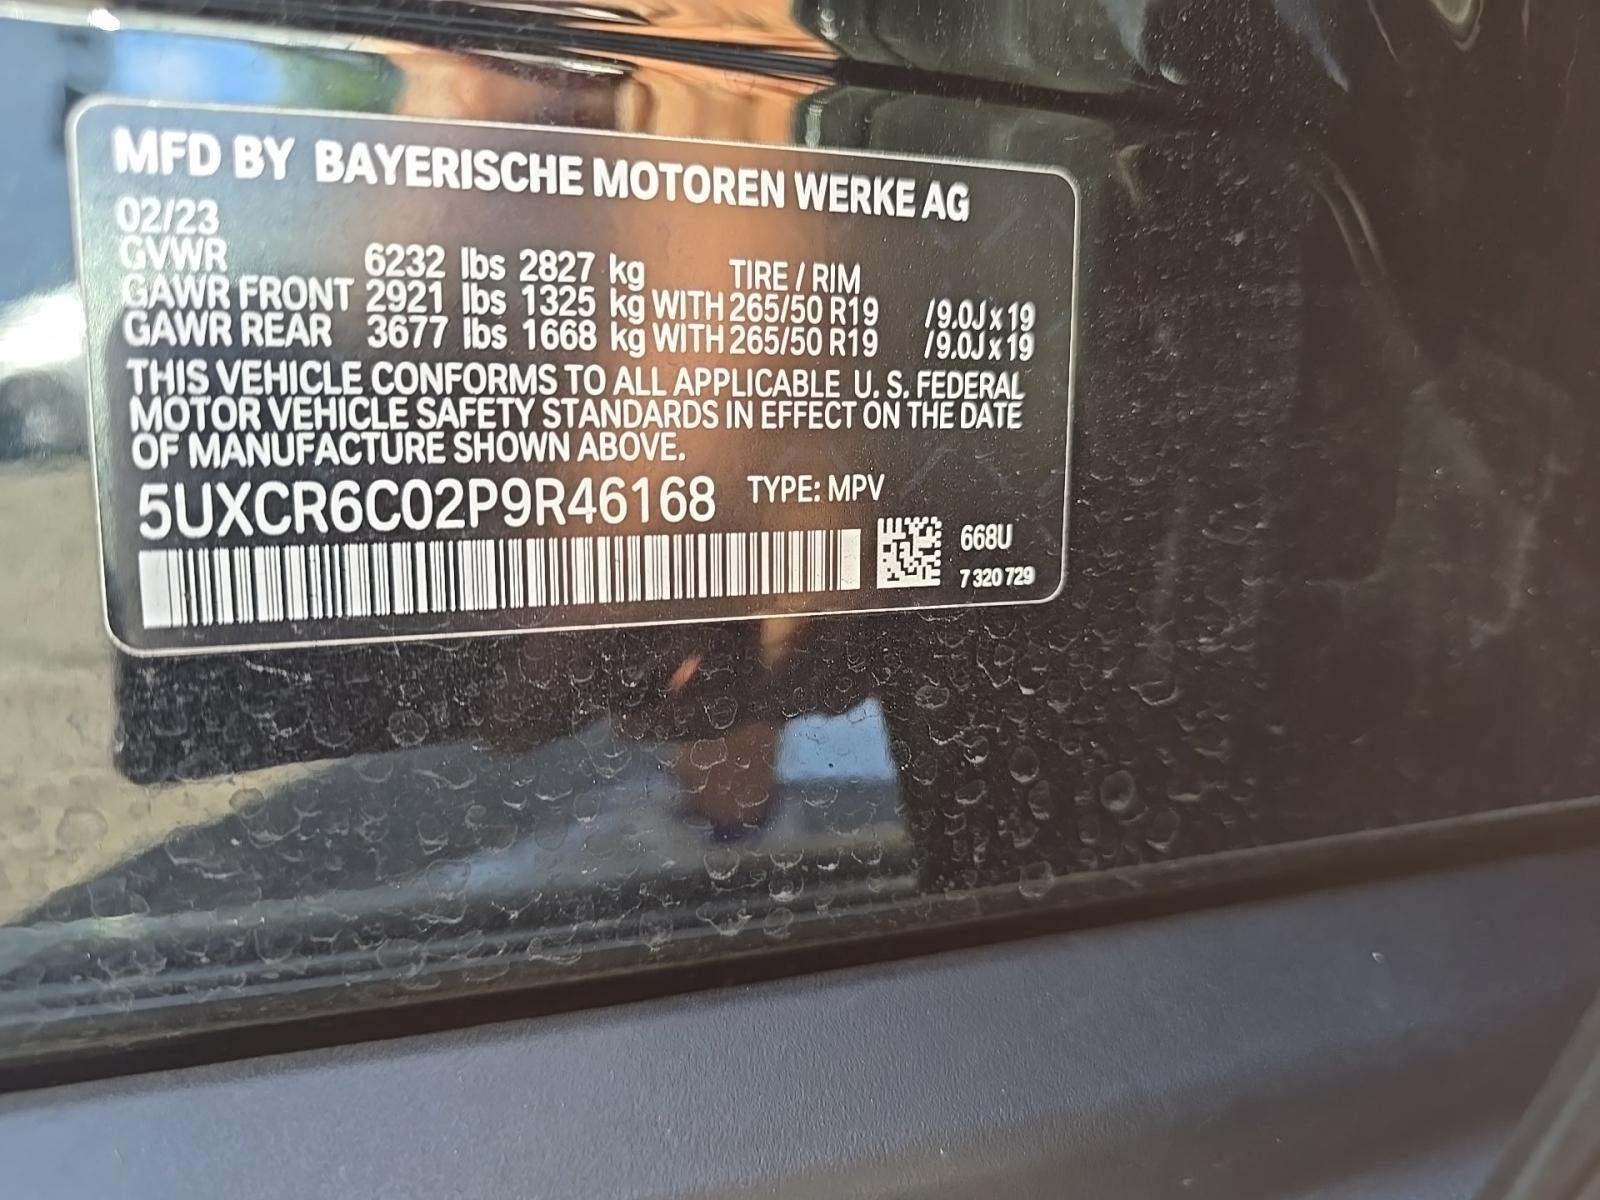 MFD BY BAYERISCHE MOTOREN WERKE AG
02/23
GVWR 6232 lbs 2827 kg TIRE / RIM
GAWR FRONT 2921 lbs 1325 kg WITH 265/50 R19 /9.0J x 19
GAWR REAR 3677 lbs 1668 kg WITH 265/50 R19 /9.0J x 19
THIS VEHICLE CONFORMS TO ALL APPLICABLE U. S. FEDERAL
MOTOR VEHICLE SAFETY STANDARDS IN EFFECT ON THE DATE
OF MANUFACTURE SHOWN ABOVE.
5UXCR6C02P9R46168 TYPE: MPV
668U
7 320 729